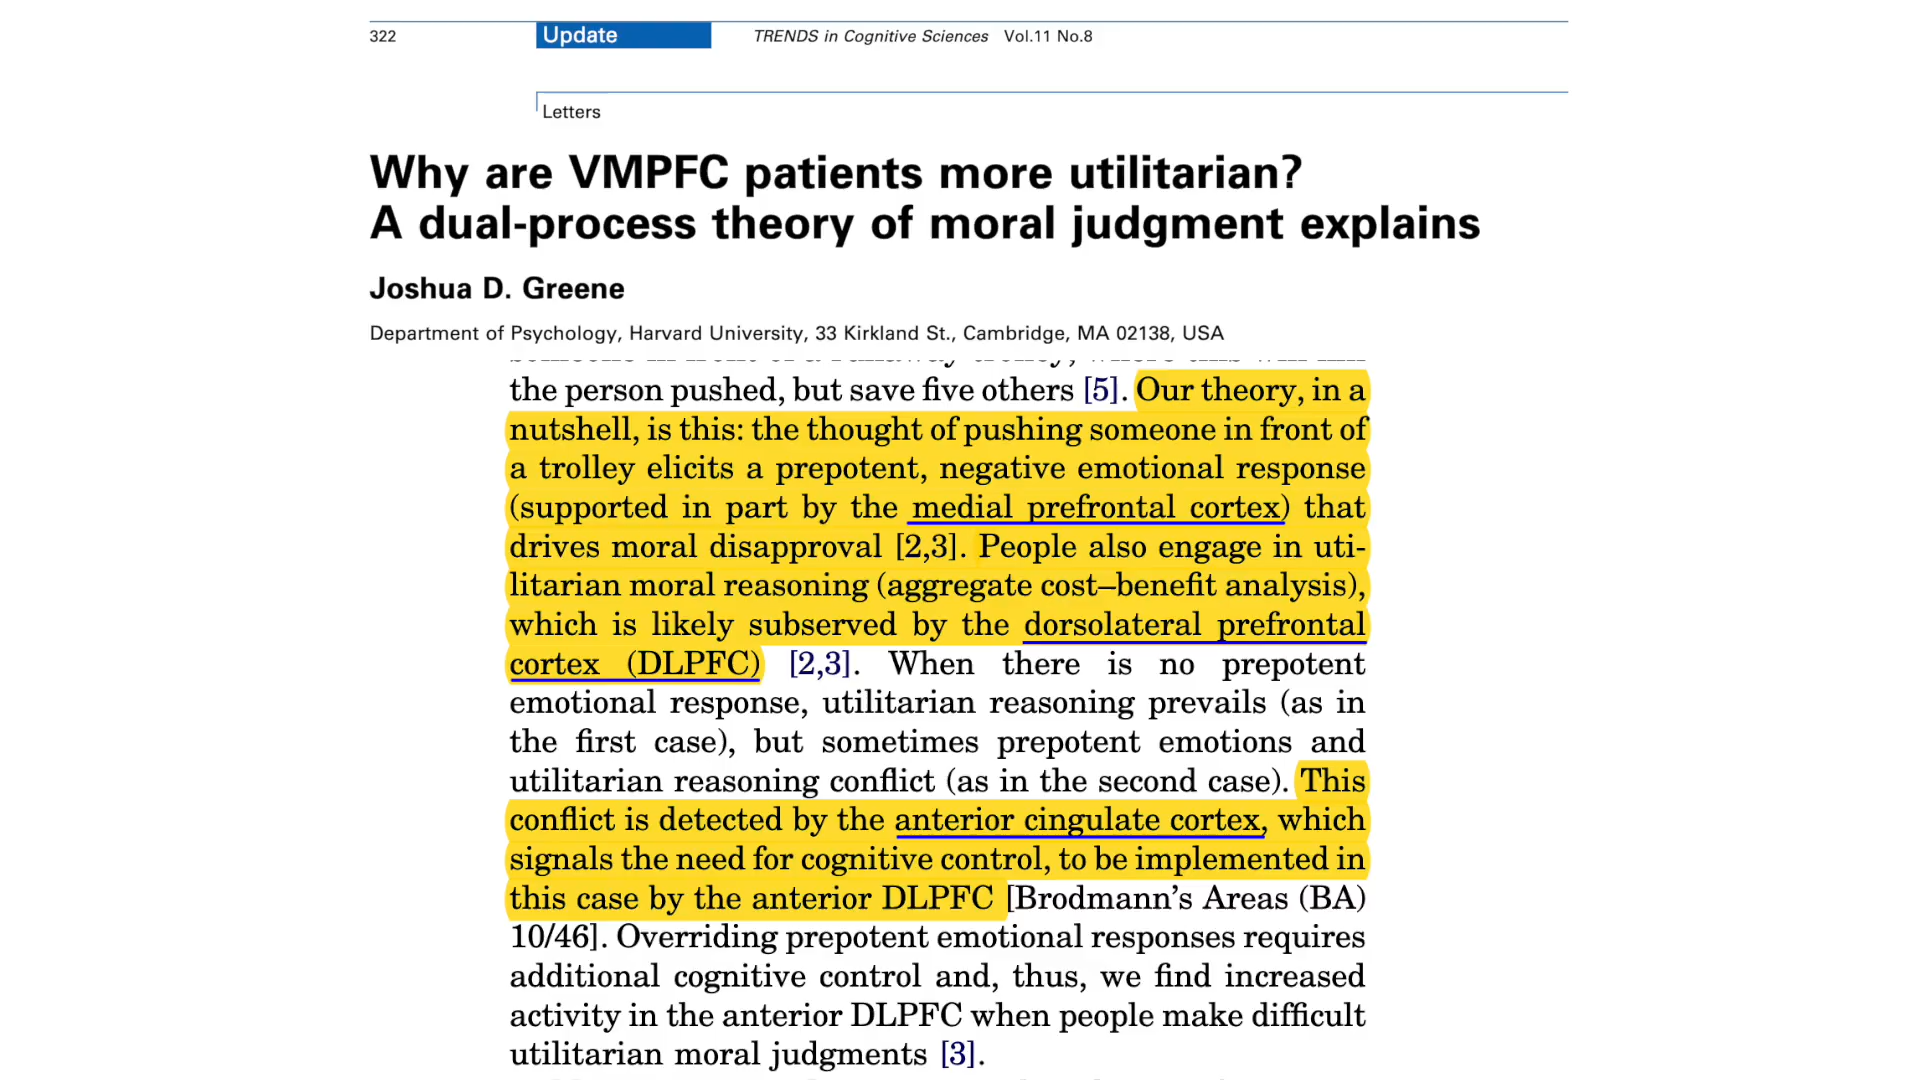 322
Update
TRENDS in Cognitive Sciences Vol.11 No.8
Letters
Why are VMPFC patients more utilitarian?
A dual-process theory of moral judgment explains
Joshua D. Greene
Department of Psychology, Harvard University, 33 Kirkland St., Cambridge, MA 02138, USA
the person pushed, but save five others [5]. Our theory, in a
nutshell, is this: the thought of pushing someone in front of
a trolley elicits a prepotent, negative emotional response
(supported in part by the medial prefrontal cortex) that
drives moral disapproval [2,3]. People also engage in uti-
litarian moral reasoning (aggregate cost–benefit analysis),
which is likely subserved by the dorsolateral prefrontal
cortex (DLPFC) [2,3]. When there is no prepotent
emotional response, utilitarian reasoning prevails (as in
the first case), but sometimes prepotent emotions and
utilitarian reasoning conflict (as in the second case). This
conflict is detected by the anterior cingulate cortex, which
signals the need for cognitive control, to be implemented in
this case by the anterior DLPFC [Brodmann's Areas (BA)
10/46]. Overriding prepotent emotional responses requires
additional cognitive control and, thus, we find increased
activity in the anterior DLPFC when people make difficult
utilitarian moral judgments [3].